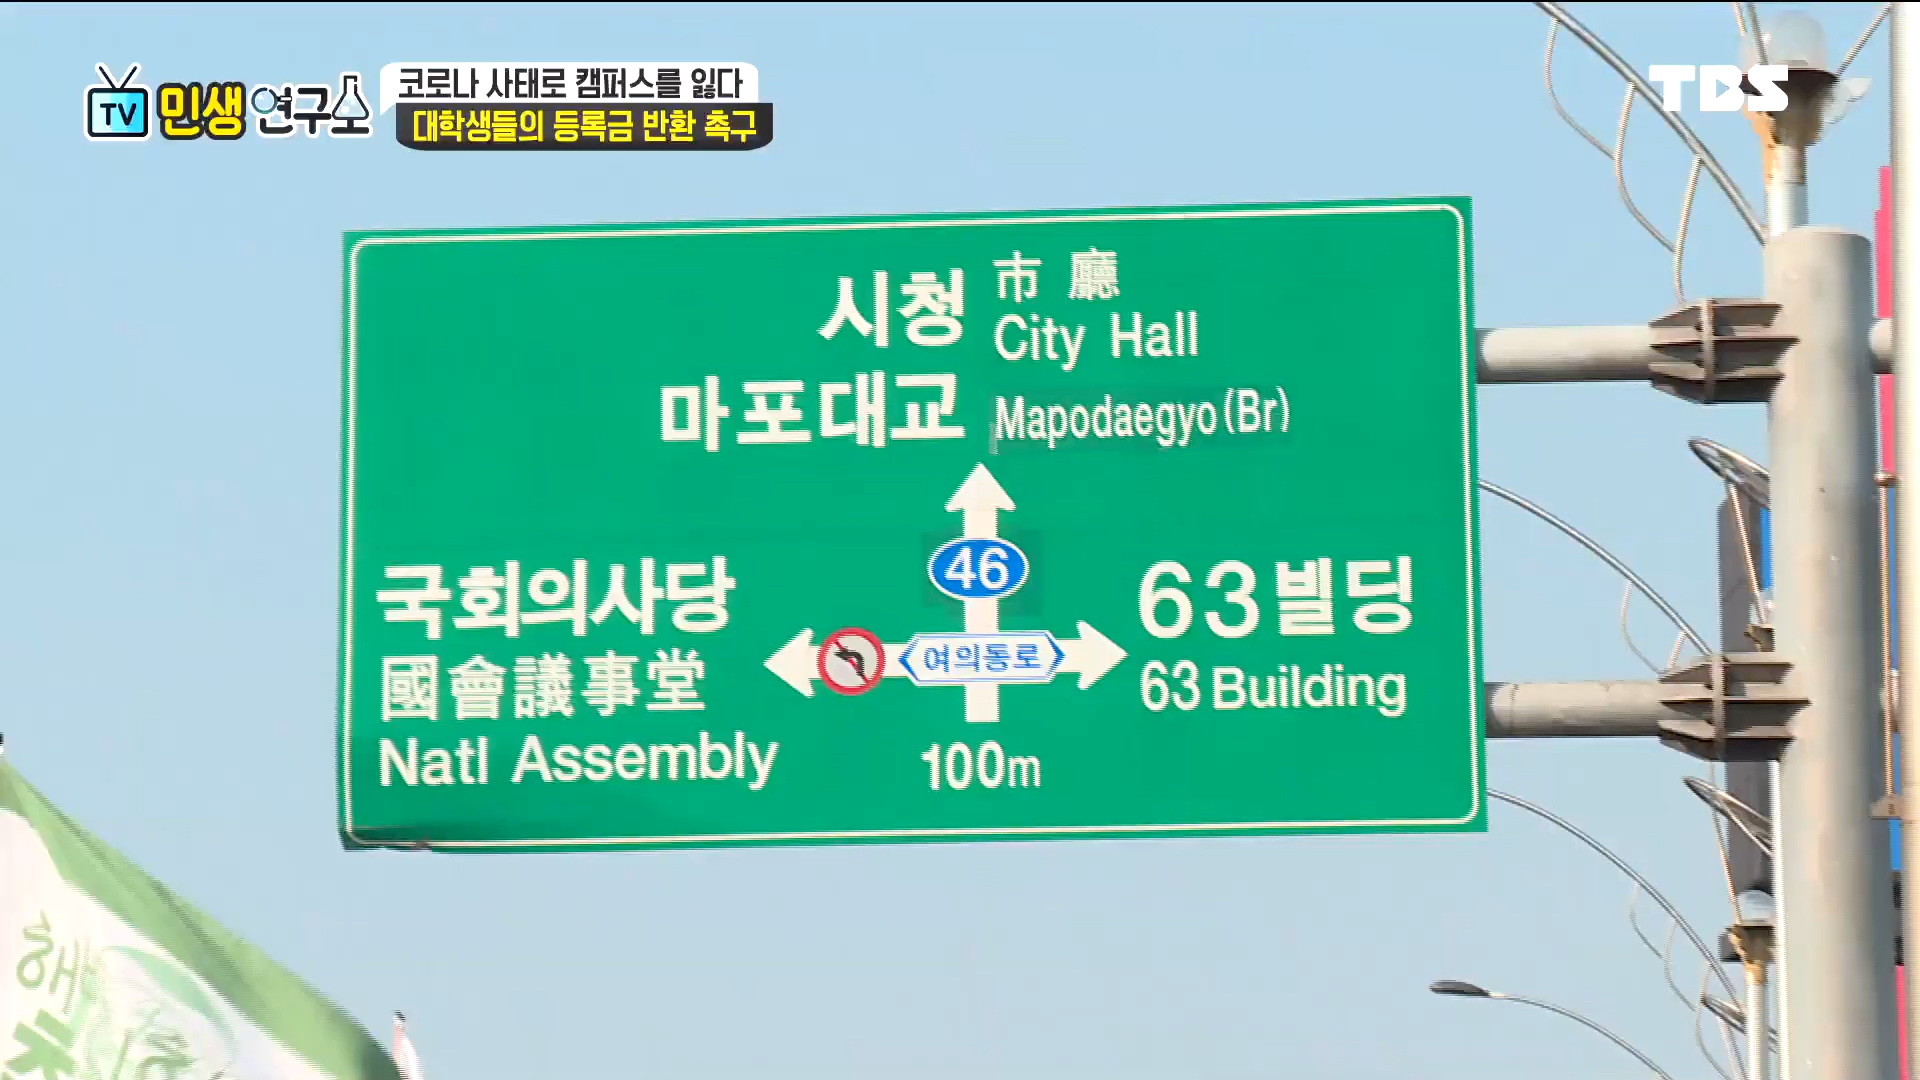 TV 민생연구소
코로나 사태로 캠퍼스를 잃다
대학생들의 등록금 반환 촉구
TBS
시청 市廳
City Hall
마포대교 Mapodaegyo(Br)
46
국회의사당
國會議事堂
Natl Assembly
여의동로
63빌딩
63 Building
100m